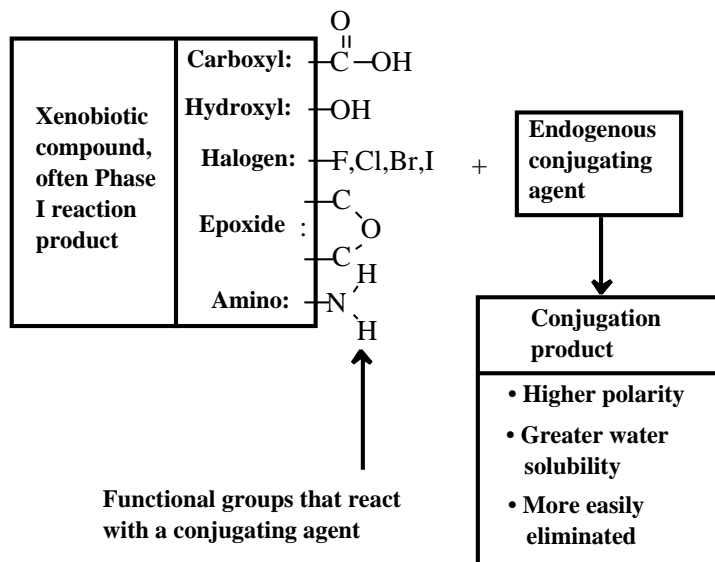 O
Carboxyl: C OH
Hydroxyl: OH
Halogen: F,Cl,Br,I
C
Epoxide : O
C
H
Amino: N
H
Xenobiotic
compound,
often Phase
I reaction
product
+
Endogenous
conjugating
agent
Conjugation
product
• Higher polarity
• Greater water
solubility
• More easily
eliminated
Functional groups that react
with a conjugating agent